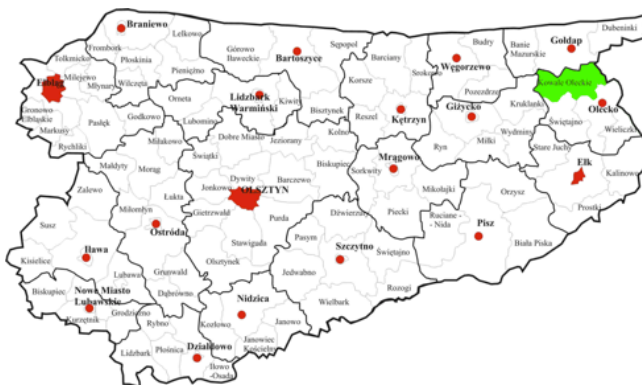 Braniewo
Lelkowo
Frombork
Płoskinia
Tolkmicko
Pieniężno
Wilczęta
Milejewo
Elbląg
Młynary
Gronowo
Elbląskie
Markusy
Pasłęk
Godkowo
Rychliki
Orneta
Lubomino
Górowo
Iławeckie
Sępopol
Bartoszyce
Lidzbark
Warmiński
Kiwity
Bisztynek
Barciany
Korsze
Srokowo
Reszel
Kętrzyn
Węgorzewo
Budry
Pozezdrze
Banie
Mazurskie
Gołdap
Dubeninki
Kowale Oleckie
Olecko
Świętajno
Wieliczki
Giżycko
Kruklanki
Wydminy
Ryn
Miłki
Stare Juchy
Ełk
Kalinowo
Prostki
Miłakowo
Małdyty
Morąg
Zalewo
Łukta
Miłomłyn
Ostróda
Susz
Kisielice
Iława
Lubawa
Grunwald
Dąbrówno
Dobre Miasto
Jeziorany
Kolno
Świątki
Biskupiec
Dywity
Barczewo
Jonkowo
OLSZTYN
Gietrzwałd
Purda
Stawiguda
Olsztynek
Mrągowo
Sorkwity
Mikołajki
Piecki
Dźwierzuty
Pasym
Szczytno
Jedwabno
Świętajno
Wielbark
Rozogi
Orzysz
Ruciane -
- Nida
Pisz
Biała Piska
Biskupiec
Nowe Miasto
Lubawskie
Kurzętnik
Grodziczno
Rybno
Lidzbark
Płośnica
Działdowo
Iłowo
-Osada
Nidzica
Kozłowo
Janowo
Janowiec
Kościelny